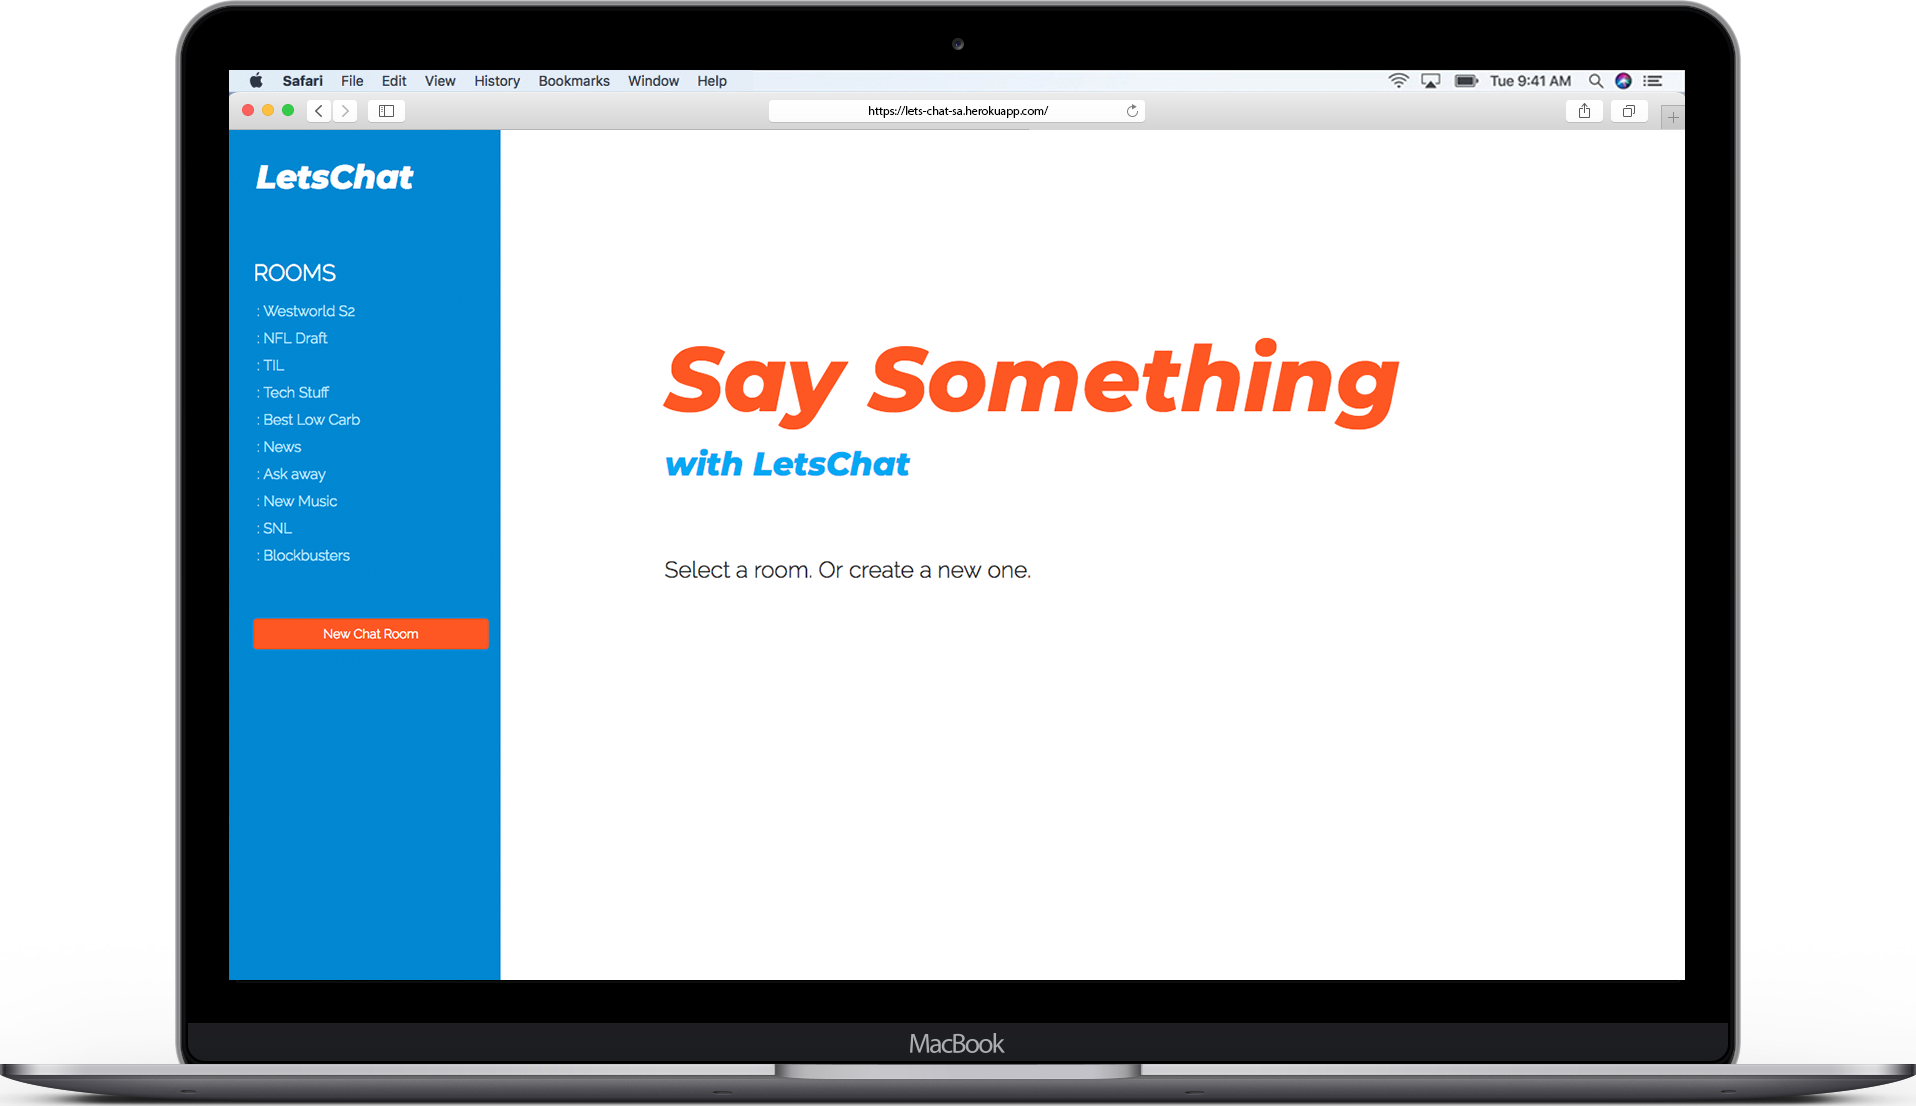 Safari File Edit View History Bookmarks Window Help Tue 9:41 AM
https://lets-chat-sa.herokuapp.com/
LetsChat
ROOMS
: Westworld S2
: NFL Draft
: TIL
: Tech Stuff
: Best Low Carb
: News
: Ask away
: New Music
: SNL
: Blockbusters
New Chat Room
Say Something
with LetsChat
Select a room. Or create a new one.
MacBook